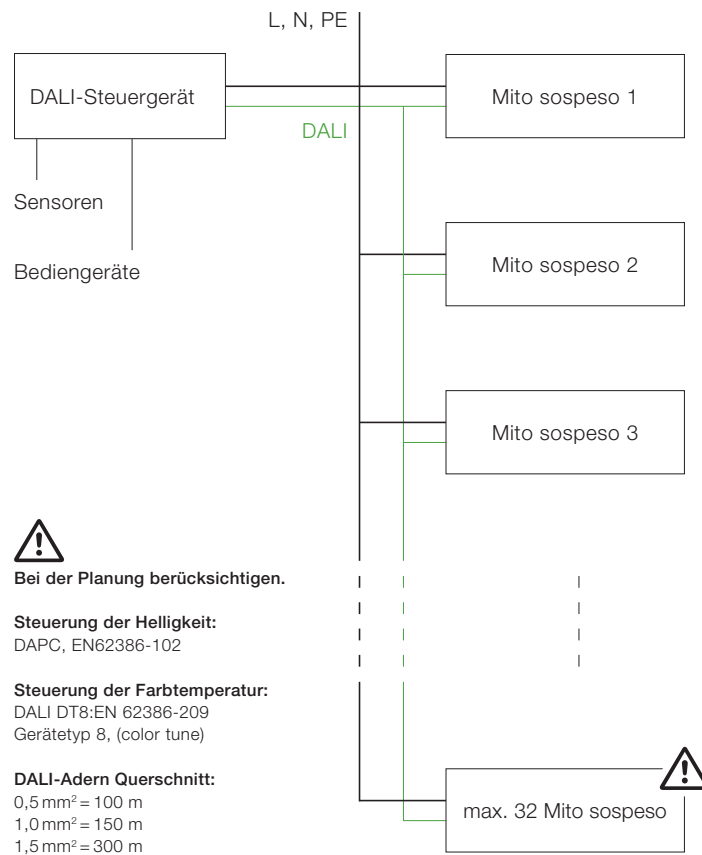 L, N, PE
DALI-Steuergerät
Mito sospeso 1
DALI
Sensoren
Bediengeräte
Mito sospeso 2
Mito sospeso 3
Bei der Planung berücksichtigen.
Steuerung der Helligkeit:
DAPC, EN62386-102
Steuerung der Farbtemperatur:
DALI DT8:EN 62386-209
Gerätetyp 8, (color tune)
DALI-Adern Querschnitt:
0,5 mm² = 100 m
1,0 mm² = 150 m
1,5 mm² = 300 m
max. 32 Mito sospeso